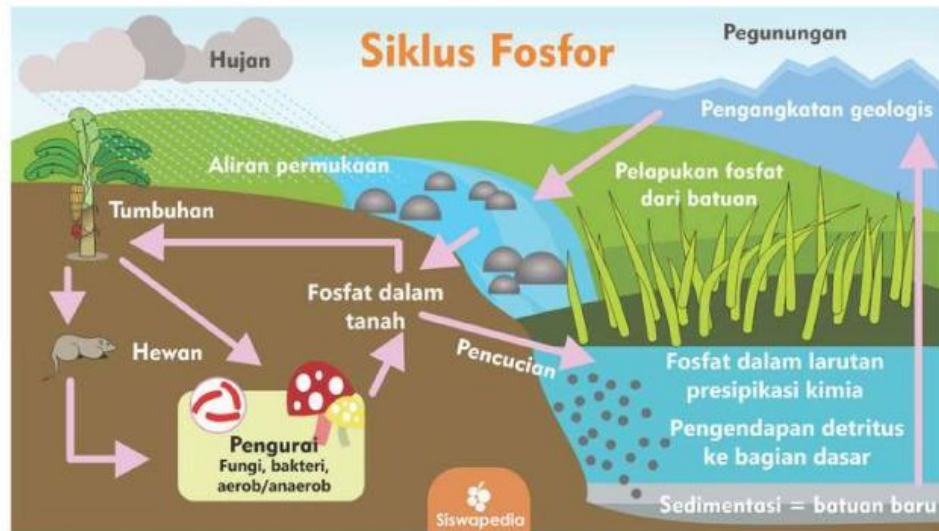 Siklus Fosfor
Hujan
Pegunungan
Pengangkatan geologis
Aliran permukaan
Pelapukan fosfat
dari batuan
Tumbuhan
Fosfat dalam
tanah
Hewan
Pencucian
Fosfat dalam larutan
presipikasi kimia
Pengurai
Fungi, bakteri,
aerob/anaerob
Pengendapan detritus
ke bagian dasar
Sedimentasi = batuan baru
Siswapedia